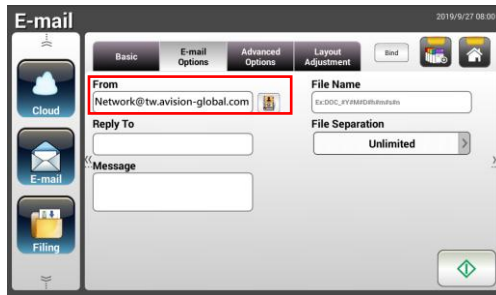 E-mail
2019/9/27 08:00
Basic
E-mail Options
Advanced Options
Layout Adjustment
Bind
From
Network@tw.avision-global.com
File Name
Reply To
File Separation
Unlimited
Message
Cloud
E-mail
Filing